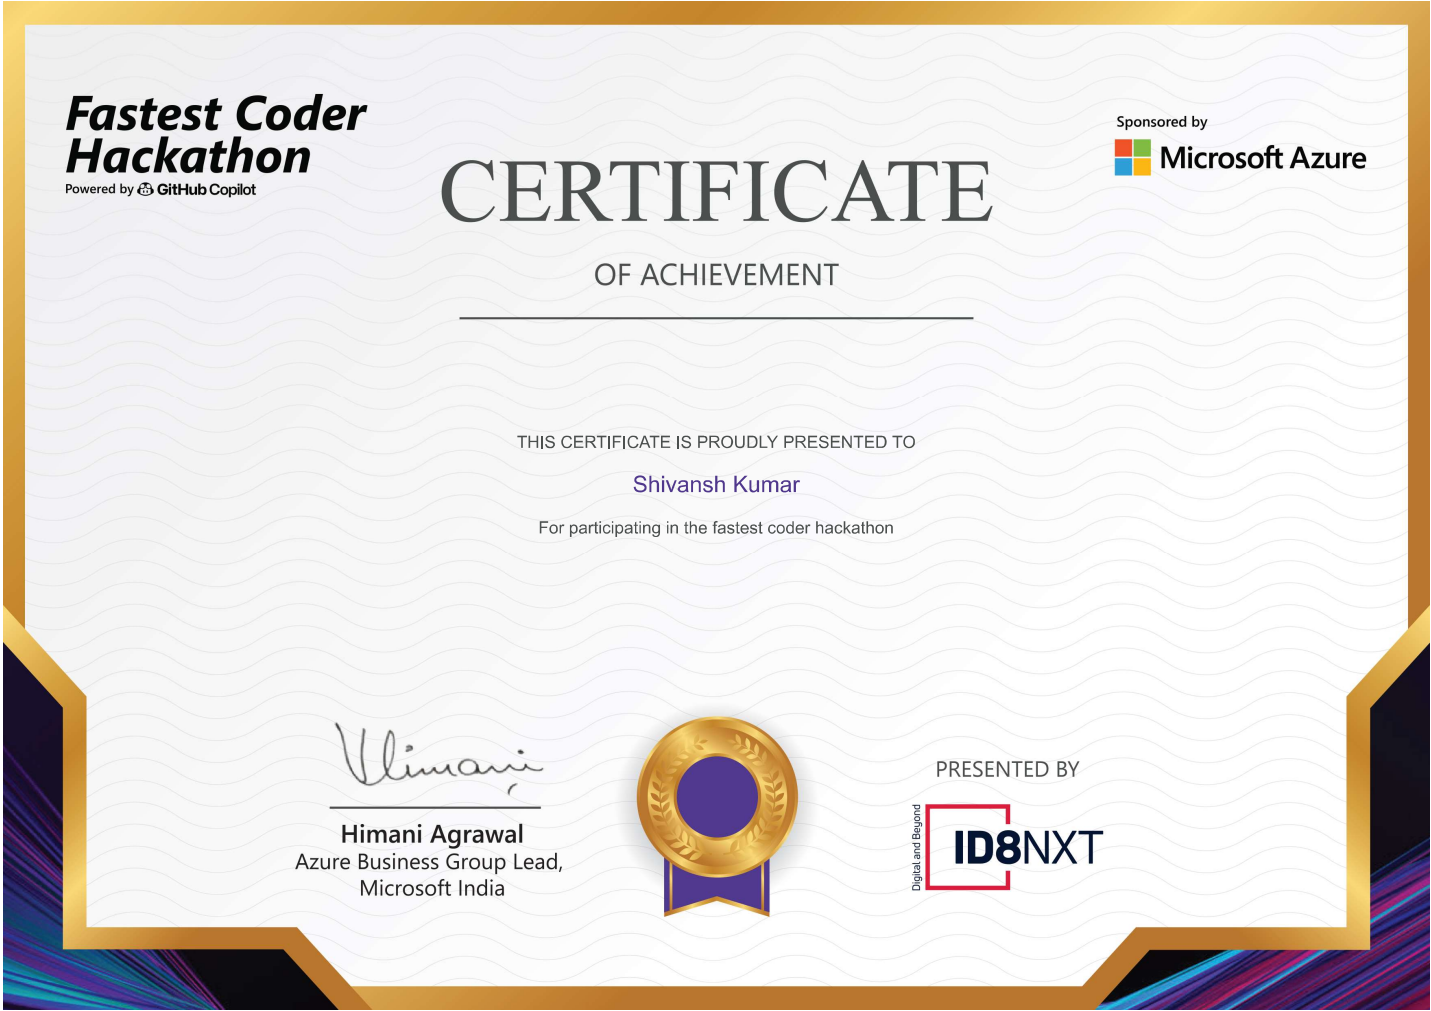 Fastest Coder
Hackathon
Powered by GitHub Copilot
Sponsored by
Microsoft Azure
CERTIFICATE
OF ACHIEVEMENT
THIS CERTIFICATE IS PROUDLY PRESENTED TO
Shivansh Kumar
For participating in the fastest coder hackathon
Himani
Himani Agrawal
Azure Business Group Lead,
Microsoft India
PRESENTED BY
Digital and Beyond
ID8NXT